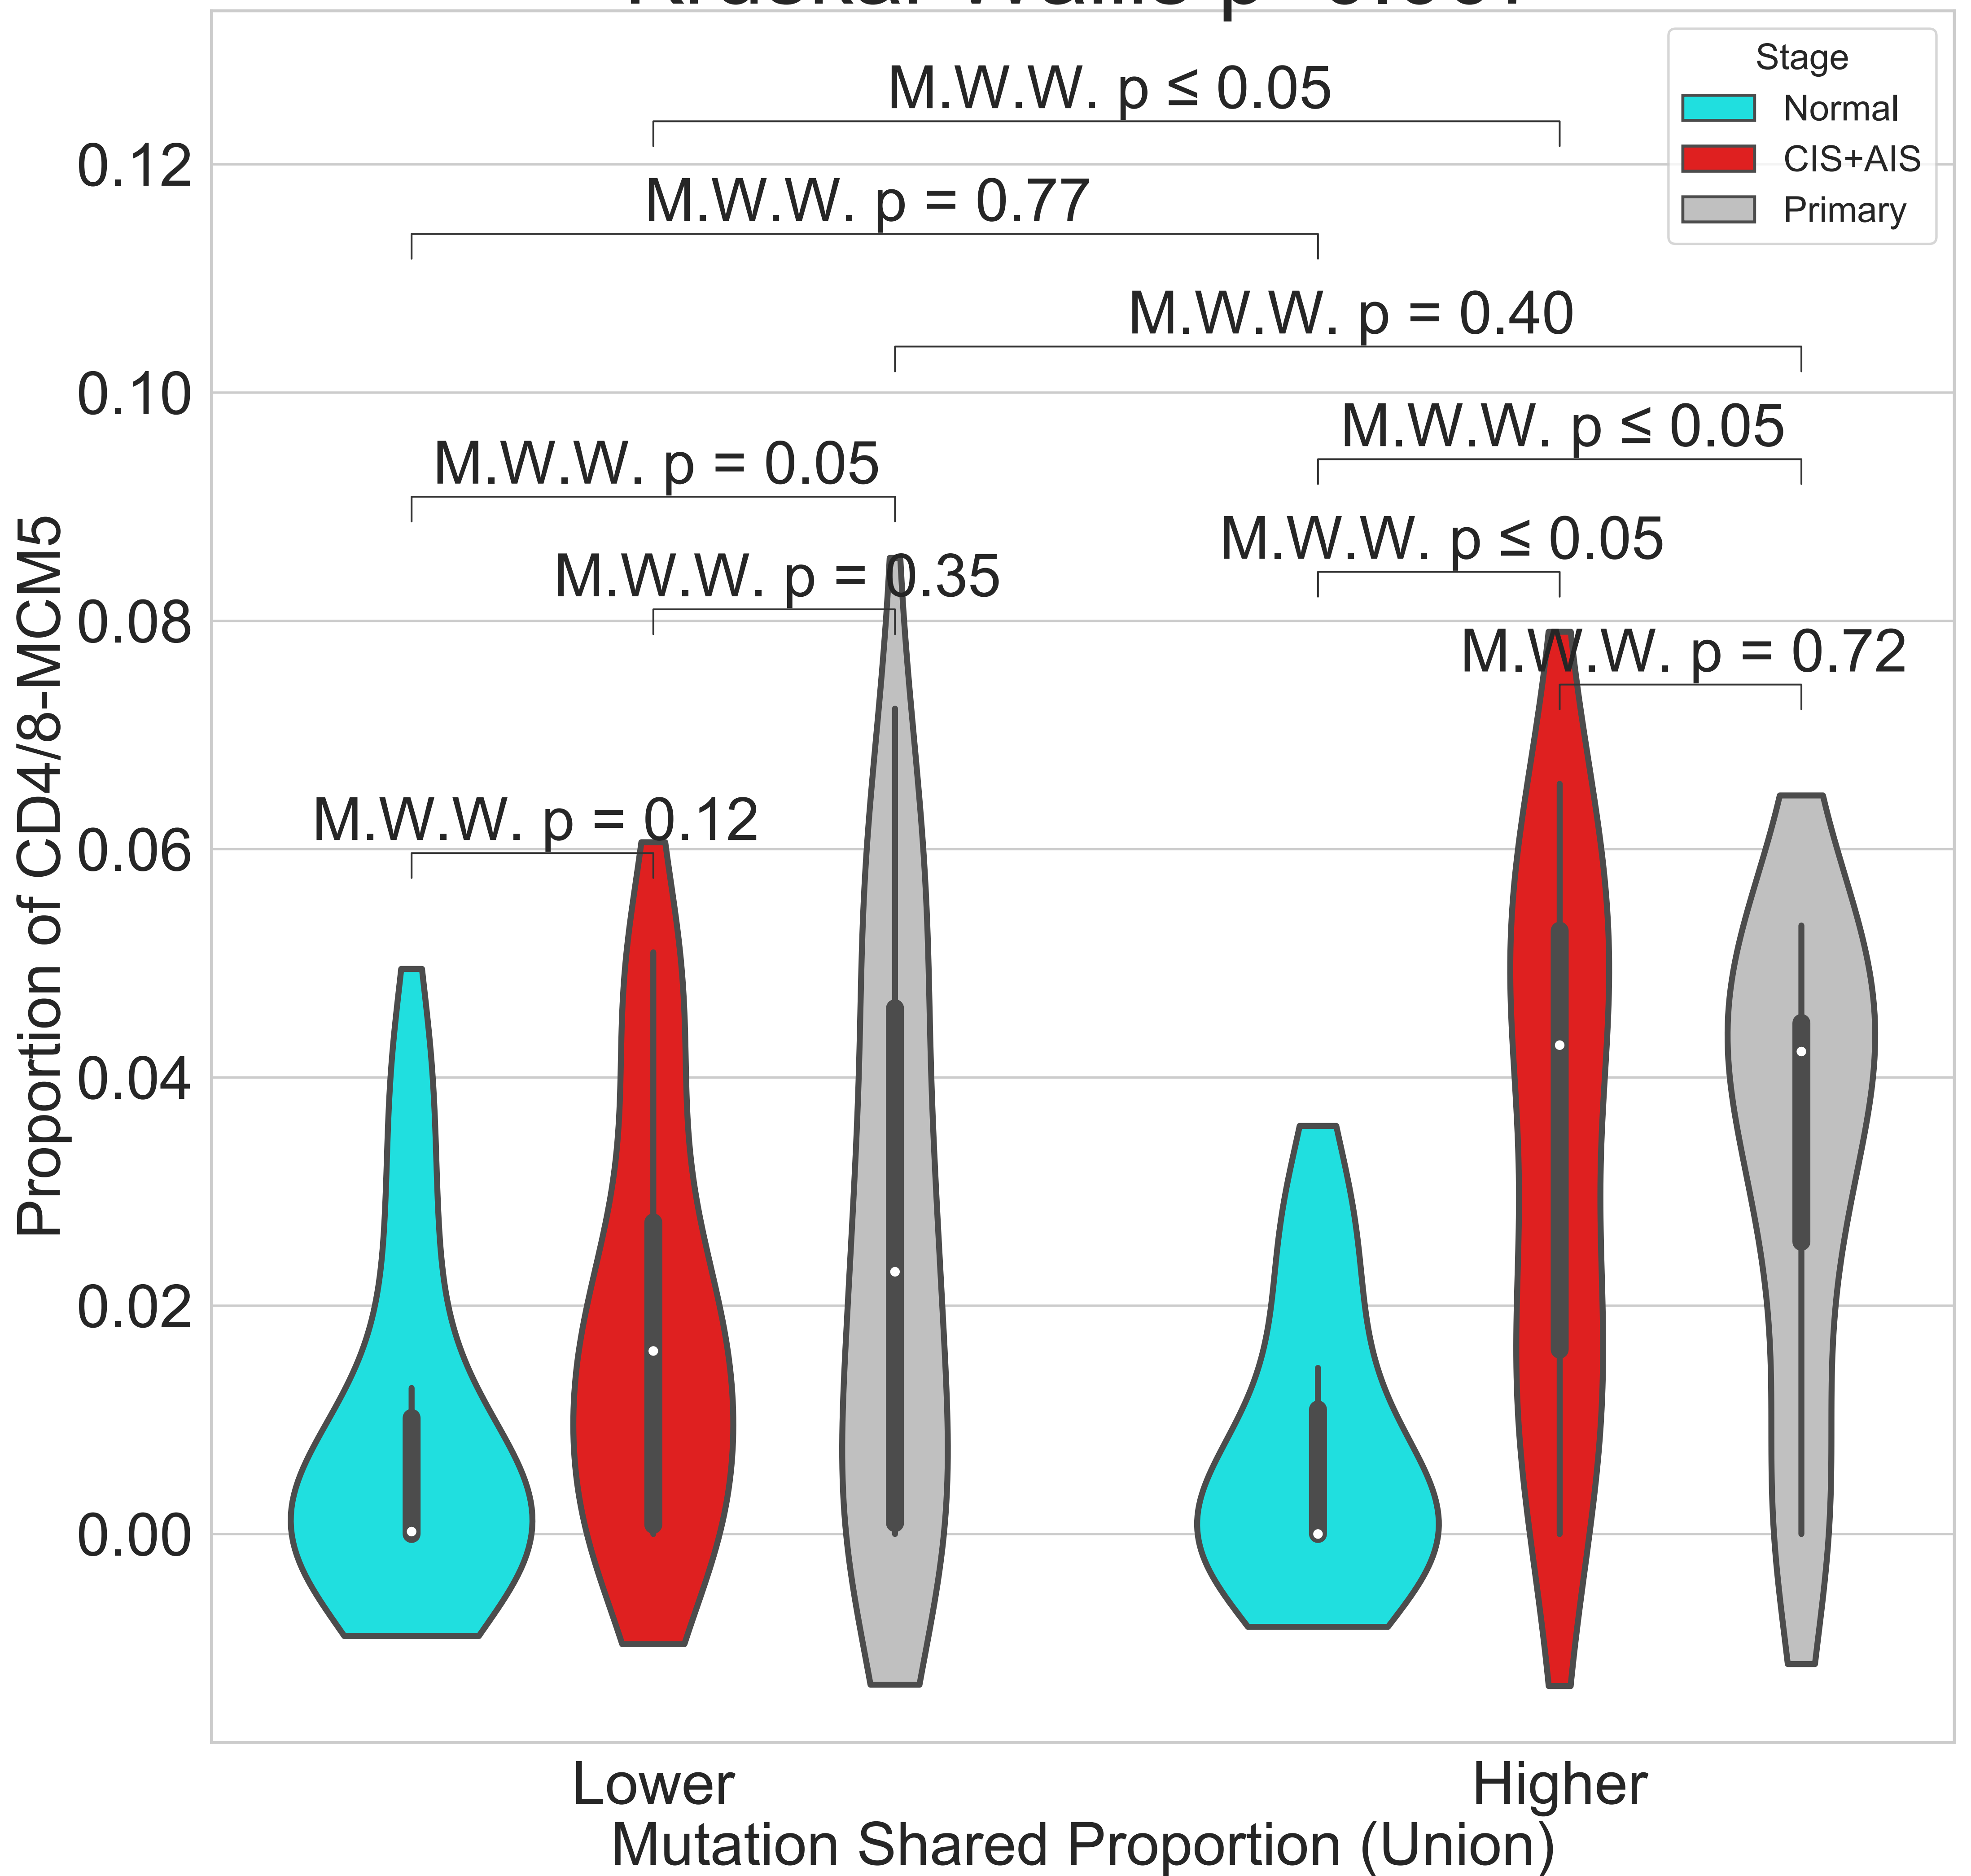 Stage
Normal
CIS+AIS
Primary
M.W.W. p ≤ 0.05
M.W.W. p = 0.77
M.W.W. p = 0.40
M.W.W. p ≤ 0.05
M.W.W. p = 0.05
M.W.W. p ≤ 0.05
M.W.W. p = 0.35
M.W.W. p = 0.72
M.W.W. p = 0.12
0.12
0.10
0.08
0.06
0.04
0.02
0.00
Proportion of CD4/8-MCM5
Lower
Higher
Mutation Shared Proportion (Union)